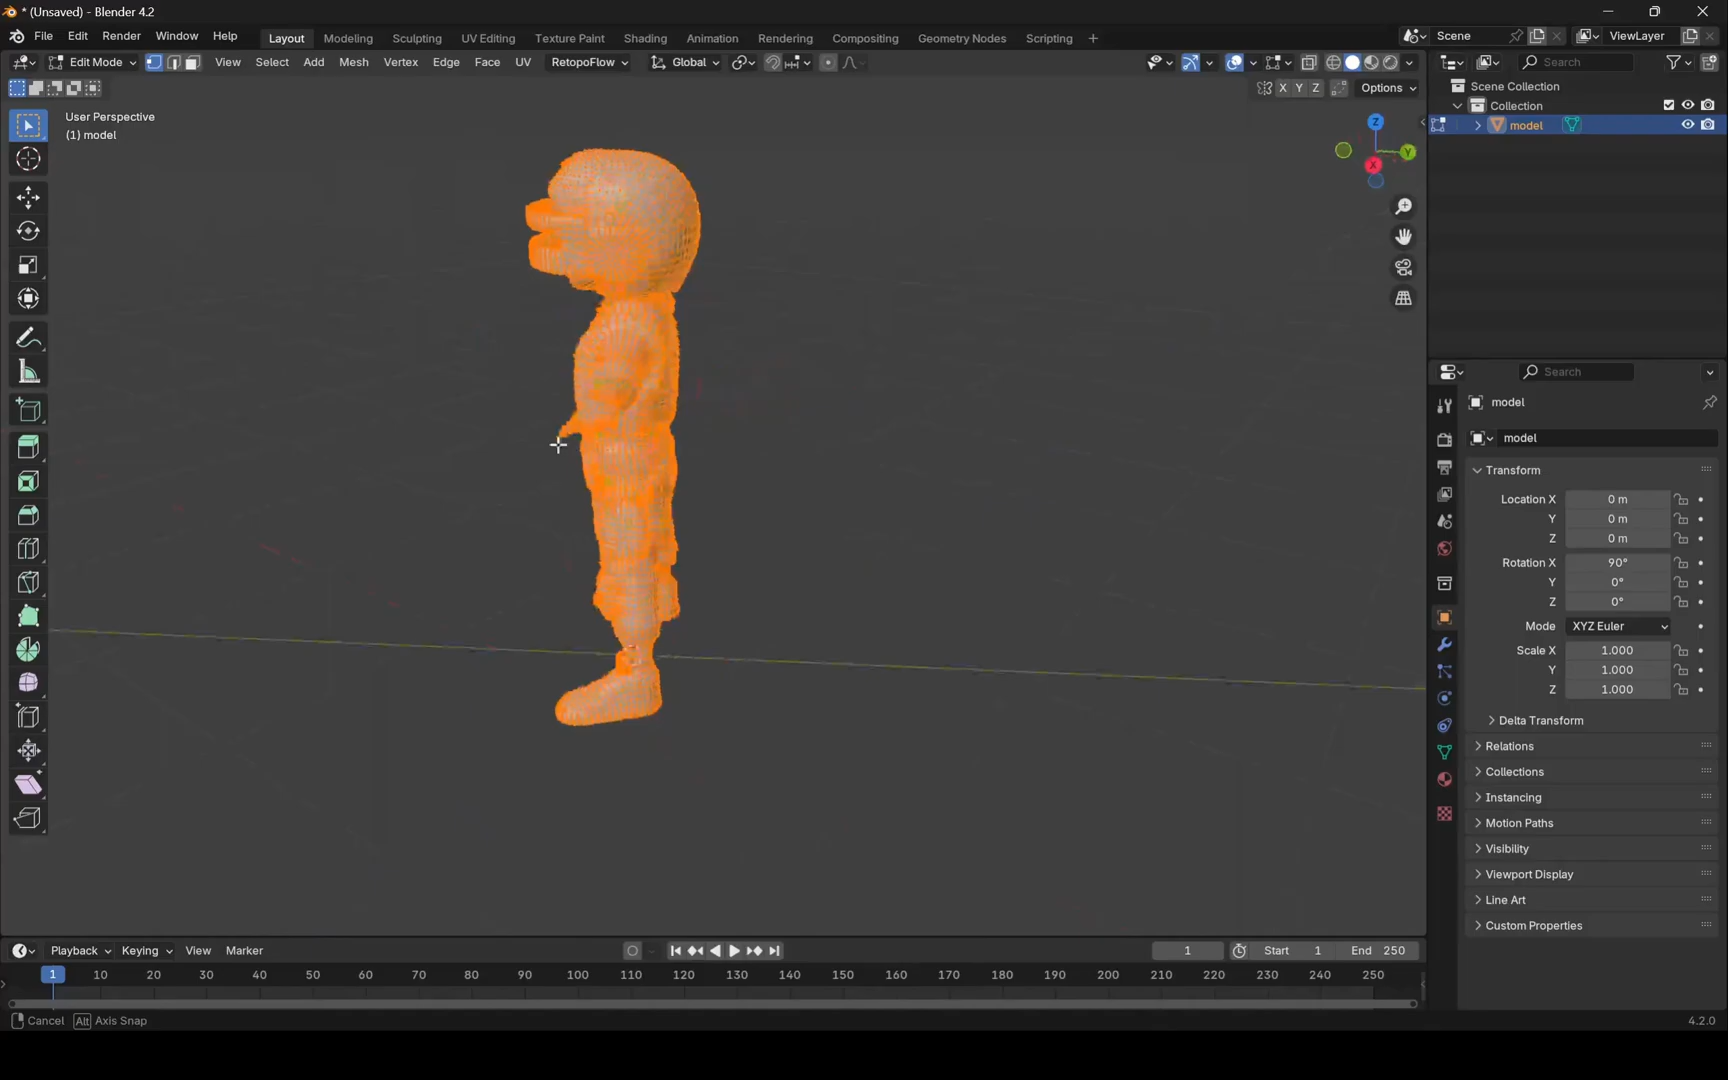 * (Unsaved) - Blender 4.2
File Edit Render Window Help Layout Modeling Sculpting UV Editing Texture Paint Shading Animation Rendering Compositing Geometry Nodes Scripting + Scene ViewLayer
Edit Mode View Select Add Mesh Vertex Edge Face UV RetopoFlow Global Search
X Y Z Options
Scene Collection
Collection
model
User Perspective
(1) model
Z
Y
X
Search
model
model
Transform
Location X 0 m
Y 0 m
Z 0 m
Rotation X 90°
Y 0°
Z 0°
Mode XYZ Euler
Scale X 1.000
Y 1.000
Z 1.000
Delta Transform
Relations
Collections
Instancing
Motion Paths
Visibility
Viewport Display
Line Art
Custom Properties
Playback Keying View Marker 1 Start 1 End 250
1 10 20 30 40 50 60 70 80 90 100 110 120 130 140 150 160 170 180 190 200 210 220 230 240 250
Cancel Alt Axis Snap 4.2.0